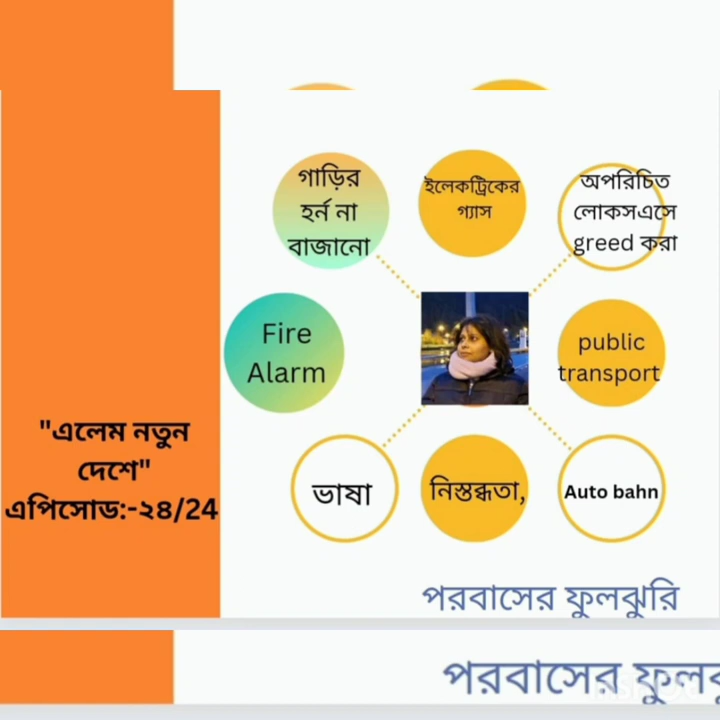 গাড়ির
হর্ন না
বাজানো
ইলেকট্রিকের
গ্যাস
অপরিচিত
লোকসএসে
greed করা
Fire
Alarm
public
transport
"এলেম নতুন
দেশে"
এপিসোড:-২৪/24
ভাষা
নিস্তব্ধতা,
Auto bahn
পরবাসের ফুলঝুরি
পরবাসের